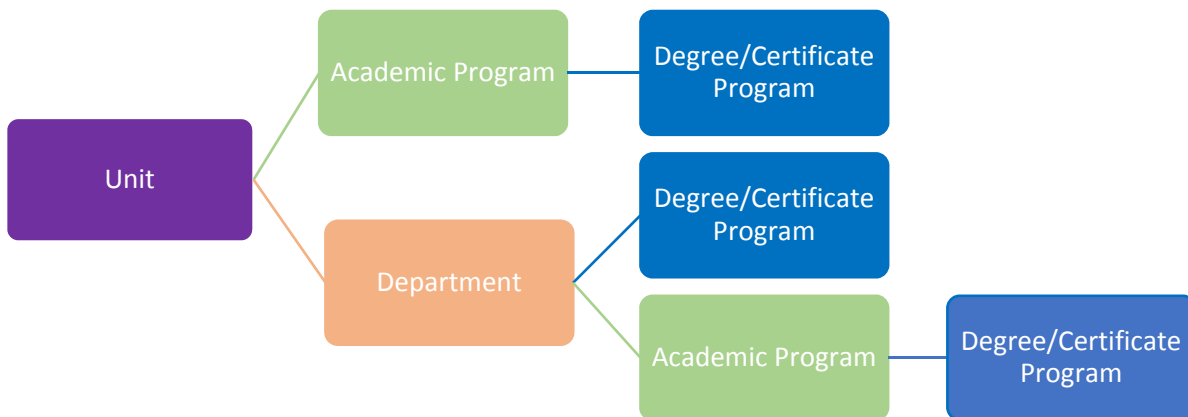 Unit
Academic Program
Degree/Certificate
Program
Department
Degree/Certificate
Program
Academic Program
Degree/Certificate
Program